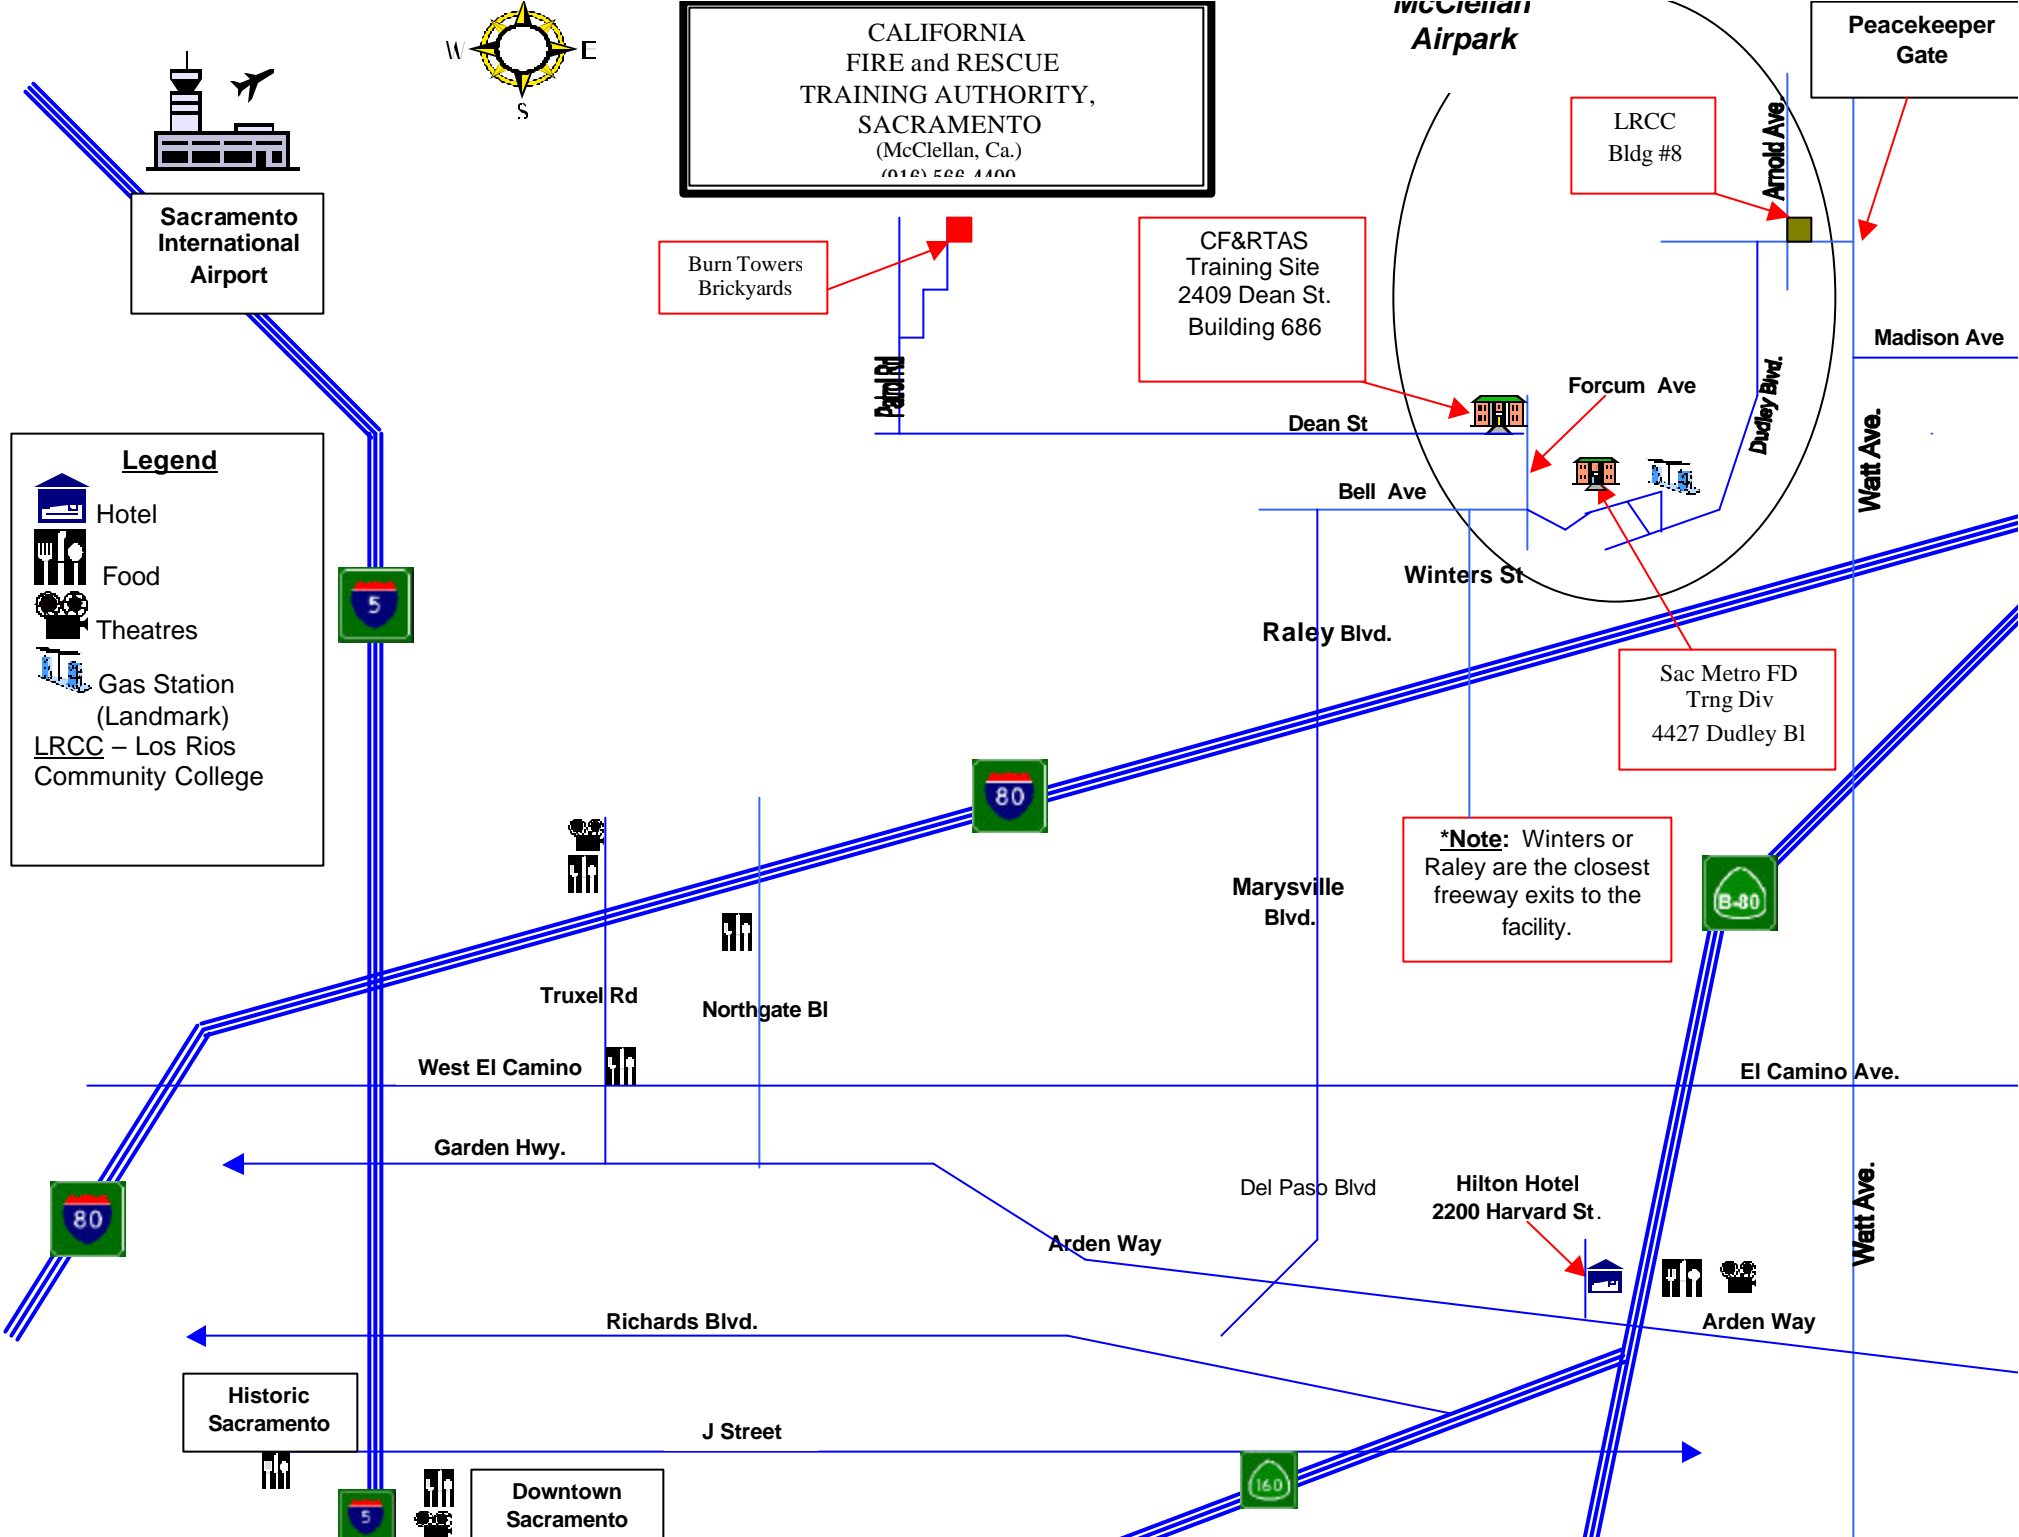 W
E
S
CALIFORNIA
FIRE and RESCUE
TRAINING AUTHORITY,
SACRAMENTO
(McClellan, Ca.)
(916) 566-4400
McClellan
Airpark
Peacekeeper
Gate
LRCC
Bldg #8
Arnold Ave.
Sacramento
International
Airport
Burn Towers
Brickyards
CF&RTAS
Training Site
2409 Dean St.
Building 686
Madison Ave
Patrol Rd
Forcum  Ave
Dudley Blvd.
Dean St
Watt Ave.
Legend
Hotel
Food
Theatres
Gas Station
(Landmark)
LRCC – Los Rios
Community College
Bell  Ave
5
Winters St
Raley Blvd.
Sac Metro FD
Trng Div
4427 Dudley Bl
80
*Note:  Winters or
Raley are the closest
freeway exits to the
facility.
Marysville
Blvd.
B-80
Truxel Rd
Northgate Bl
West El Camino
El Camino Ave.
Garden Hwy.
80
Del Paso Blvd
Hilton Hotel
2200 Harvard St.
Watt Ave.
Arden Way
Richards Blvd.
Arden Way
Historic
Sacramento
J Street
160
5
Downtown
Sacramento